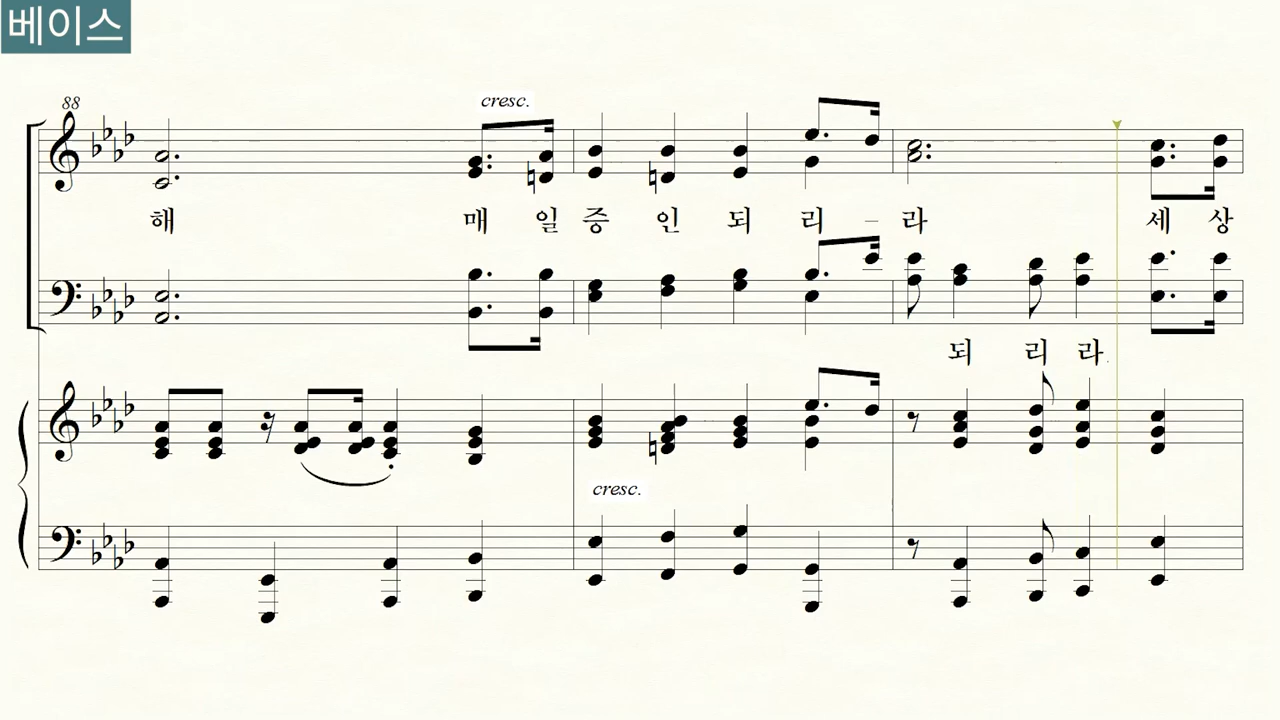 베이스
88
cresc.
해 매 일 증 인 되 리 - 라 세 상
되 리 라.
cresc.